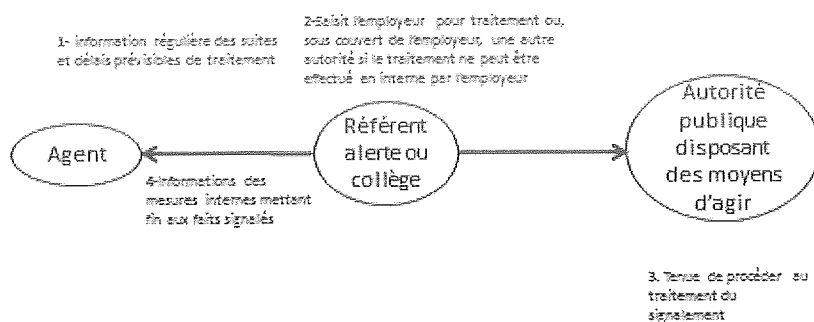 1- information régulière des suites
et délais prévisibles de traitement
2-Saisit l'employeur pour traitement ou,
sous couvert de l'employeur, une autre
autorité si le traitement ne peut être
effectué en interne par l'employeur
Agent
Référent
alerte ou
collège
Autorité
publique
disposant
des moyens
d'agir
4-Informations des
mesures internes mettant
fin aux faits signalés
3. Tenue de procéder au
traitement du
signalement